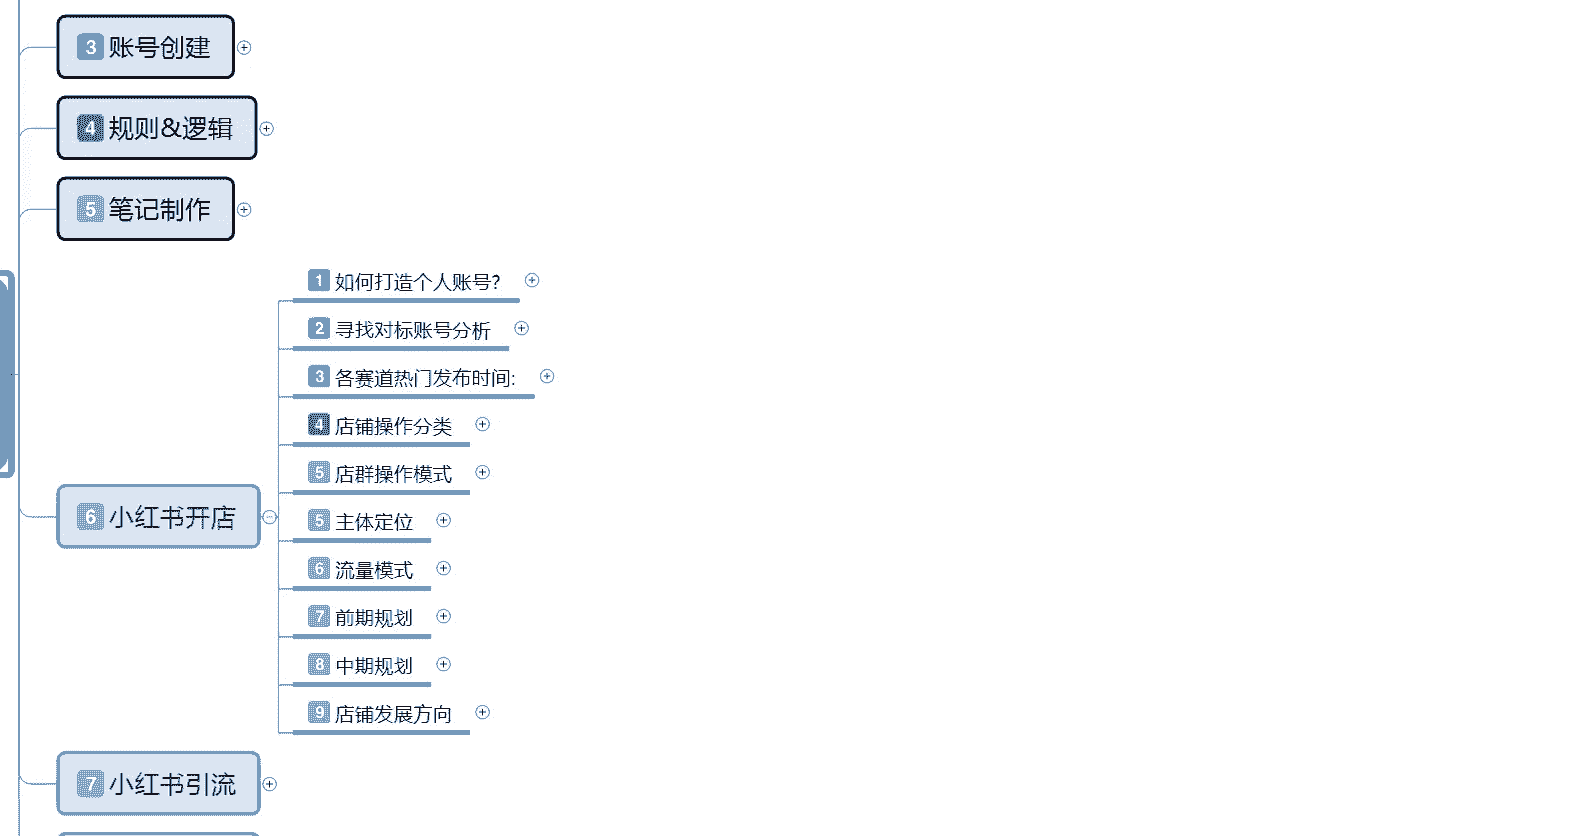 3 账号创建
4 规则&逻辑
5 笔记制作
1 如何打造个人账号?
2 寻找对标账号分析
3 各赛道热门发布时间:
4 店铺操作分类
5 店群操作模式
5 主体定位
6 流量模式
7 前期规划
8 中期规划
9 店铺发展方向
6 小红书开店
7 小红书引流